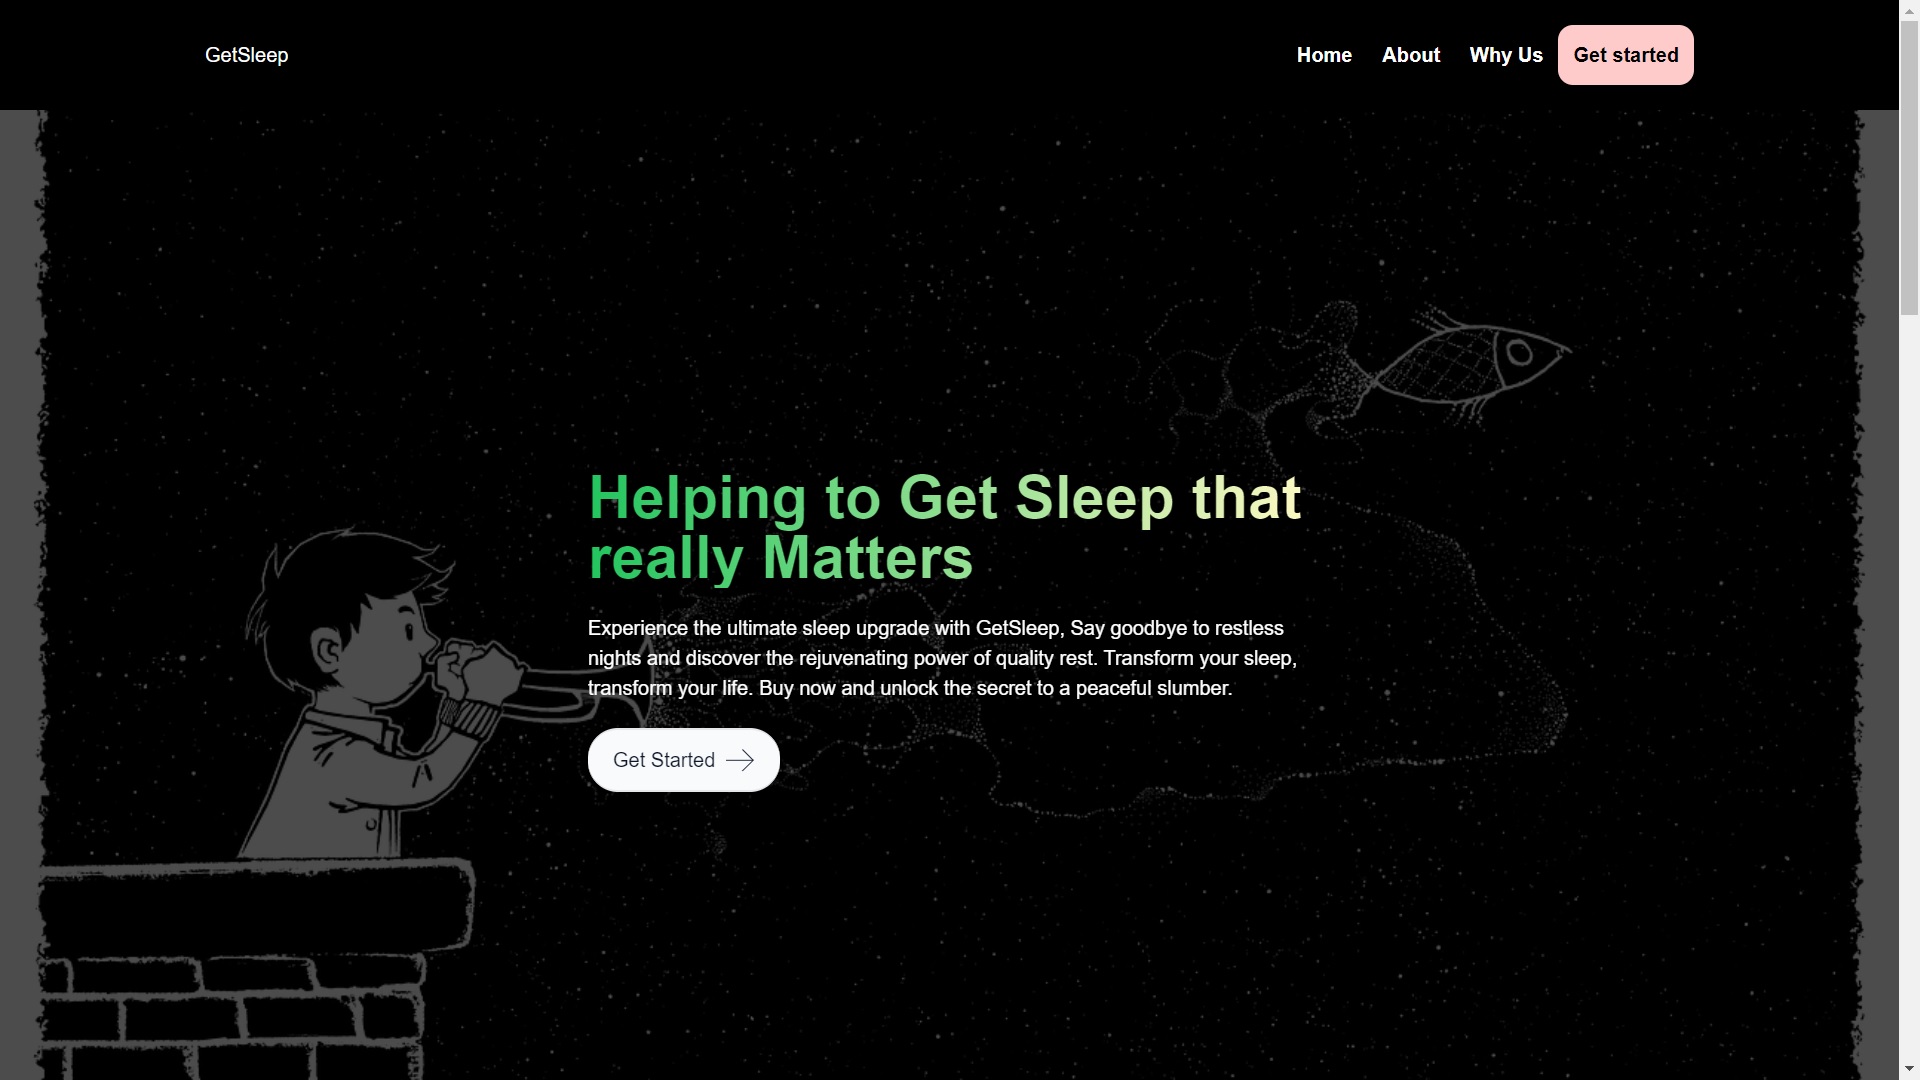 GetSleep
Home
About
Why Us
Get started
Helping to Get Sleep that
really Matters
Experience the ultimate sleep upgrade with GetSleep, Say goodbye to restless
nights and discover the rejuvenating power of quality rest. Transform your sleep,
transform your life. Buy now and unlock the secret to a peaceful slumber.
Get Started